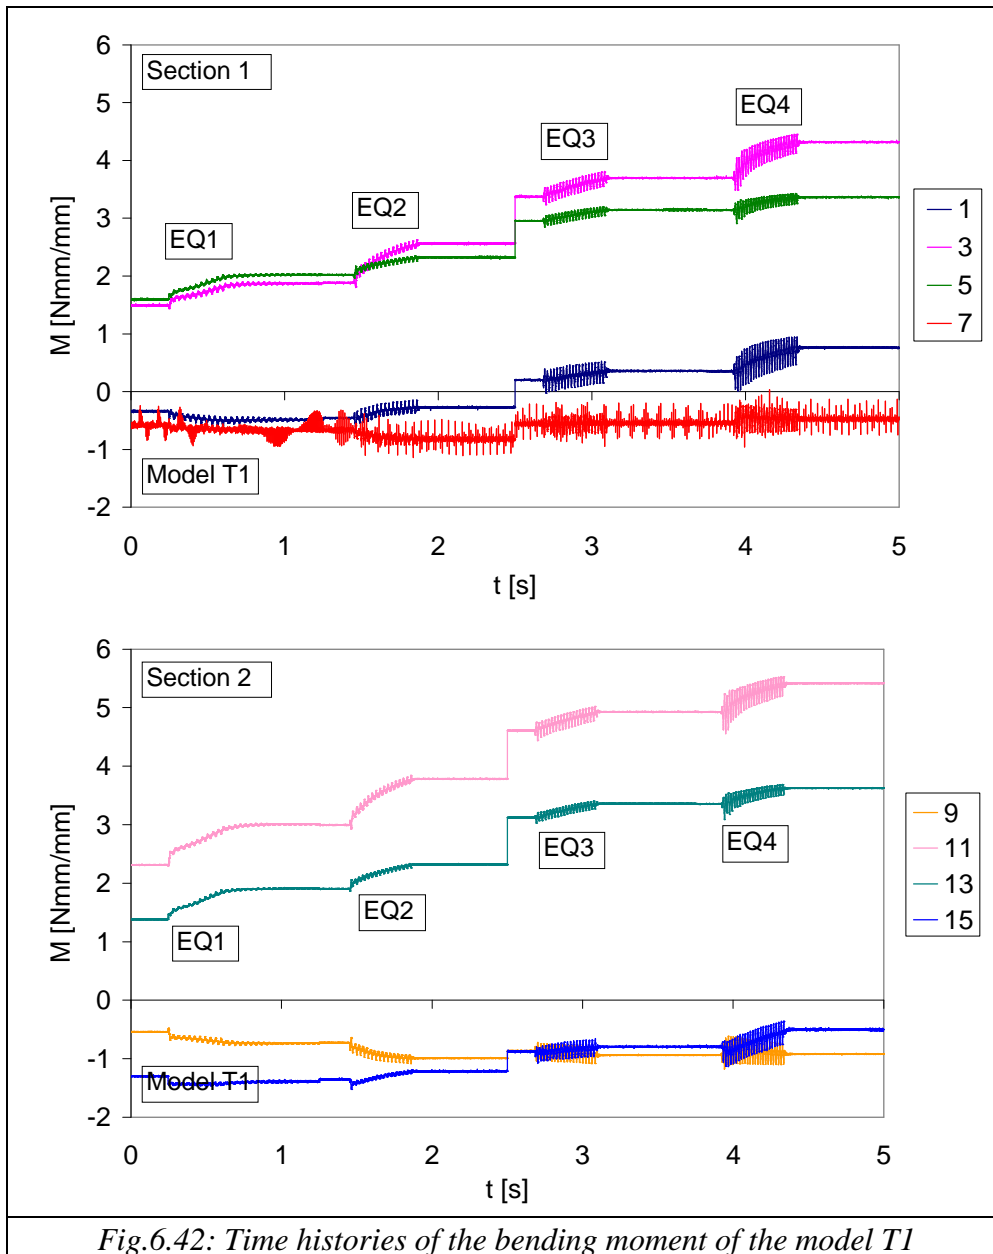 6
Section 1
5
EQ4
EQ3
4
3
EQ2
EQ1
2
1
0
-1
Model T1
-2
M [Nmm/mm]
0 1 2 3 4 5
t [s]
1
3
5
7
6
Section 2
5
4
3
EQ3
EQ4
2
EQ2
EQ1
1
0
-1
Model T1
-2
M [Nmm/mm]
0 1 2 3 4 5
t [s]
9
11
13
15
Fig.6.42: Time histories of the bending moment of the model T1